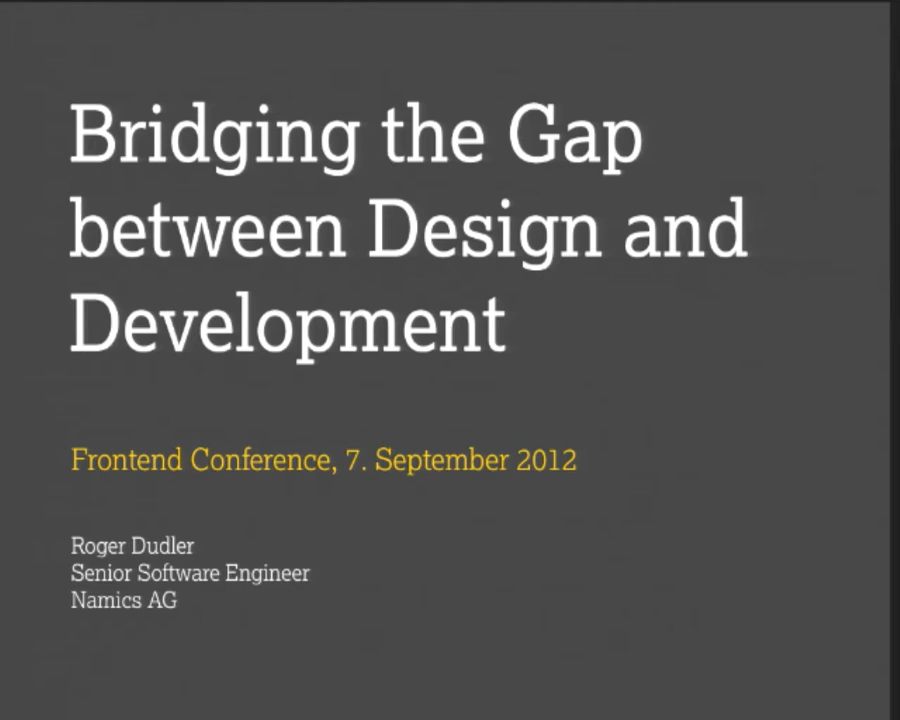 Bridging the Gap
between Design and
Development
Frontend Conference, 7. September 2012
Roger Dudler
Senior Software Engineer
Namics AG